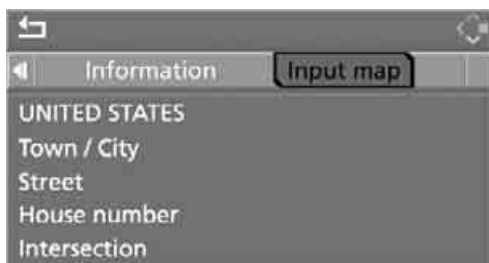 Information Input map
UNITED STATES
Town / City
Street
House number
Intersection